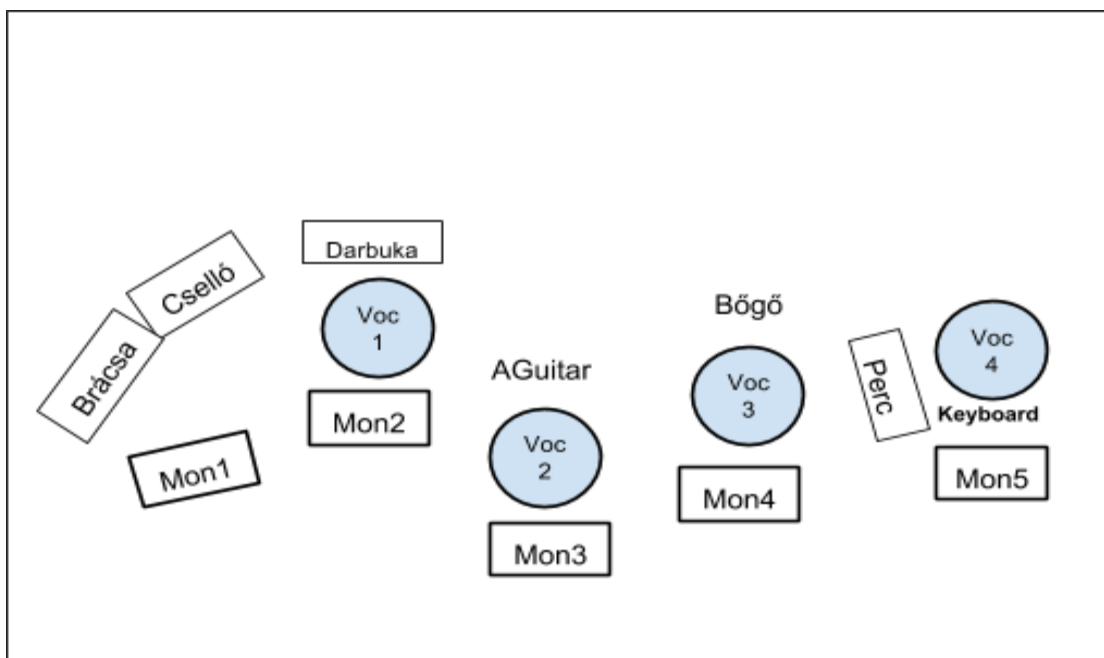 Darbuka
Cselló
Brácsa
Voc
1
Mon2
Mon1
AGuitar
Voc
2
Mon3
Bőgő
Voc
3
Mon4
Perc
Voc
4
Keyboard
Mon5